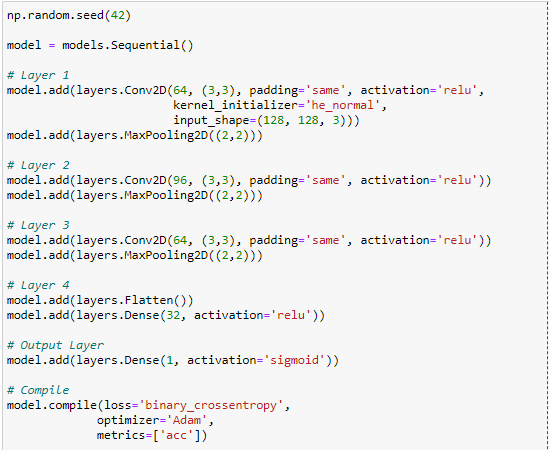 np.random.seed(42)
model = models.Sequential()
# Layer 1
model.add(layers.Conv2D(64, (3,3), padding='same', activation='relu',
kernel_initializer='he_normal',
input_shape=(128, 128, 3)))
model.add(layers.MaxPooling2D((2,2)))
# Layer 2
model.add(layers.Conv2D(96, (3,3), padding='same', activation='relu'))
model.add(layers.MaxPooling2D((2,2)))
# Layer 3
model.add(layers.Conv2D(64, (3,3), padding='same', activation='relu'))
model.add(layers.MaxPooling2D((2,2)))
# Layer 4
model.add(layers.Flatten())
model.add(layers.Dense(32, activation='relu'))
# Output Layer
model.add(layers.Dense(1, activation='sigmoid'))
# Compile
model.compile(loss='binary_crossentropy',
optimizer='Adam',
metrics=['acc'])